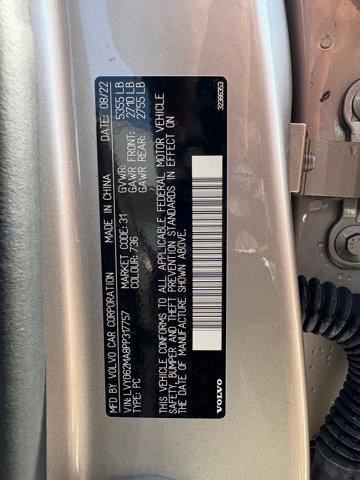 MFD BY: VOLVO CAR CORPORATION MADE IN CHINA DATE: 08/22
VIN: LVY062MA8PP317757 GVWR: 5355 LB
TYPE: PC MARKET CODE: 31 GAWR FRONT: 2710 LB
COLOUR: 736 GAWR REAR: 2755 LB
THIS VEHICLE CONFORMS TO ALL APPLICABLE FEDERAL MOTOR VEHICLE
SAFETY, BUMPER AND THEFT PREVENTION STANDARDS IN EFFECT ON
THE DATE OF MANUFACTURE SHOWN ABOVE.
VOLVO
32365353